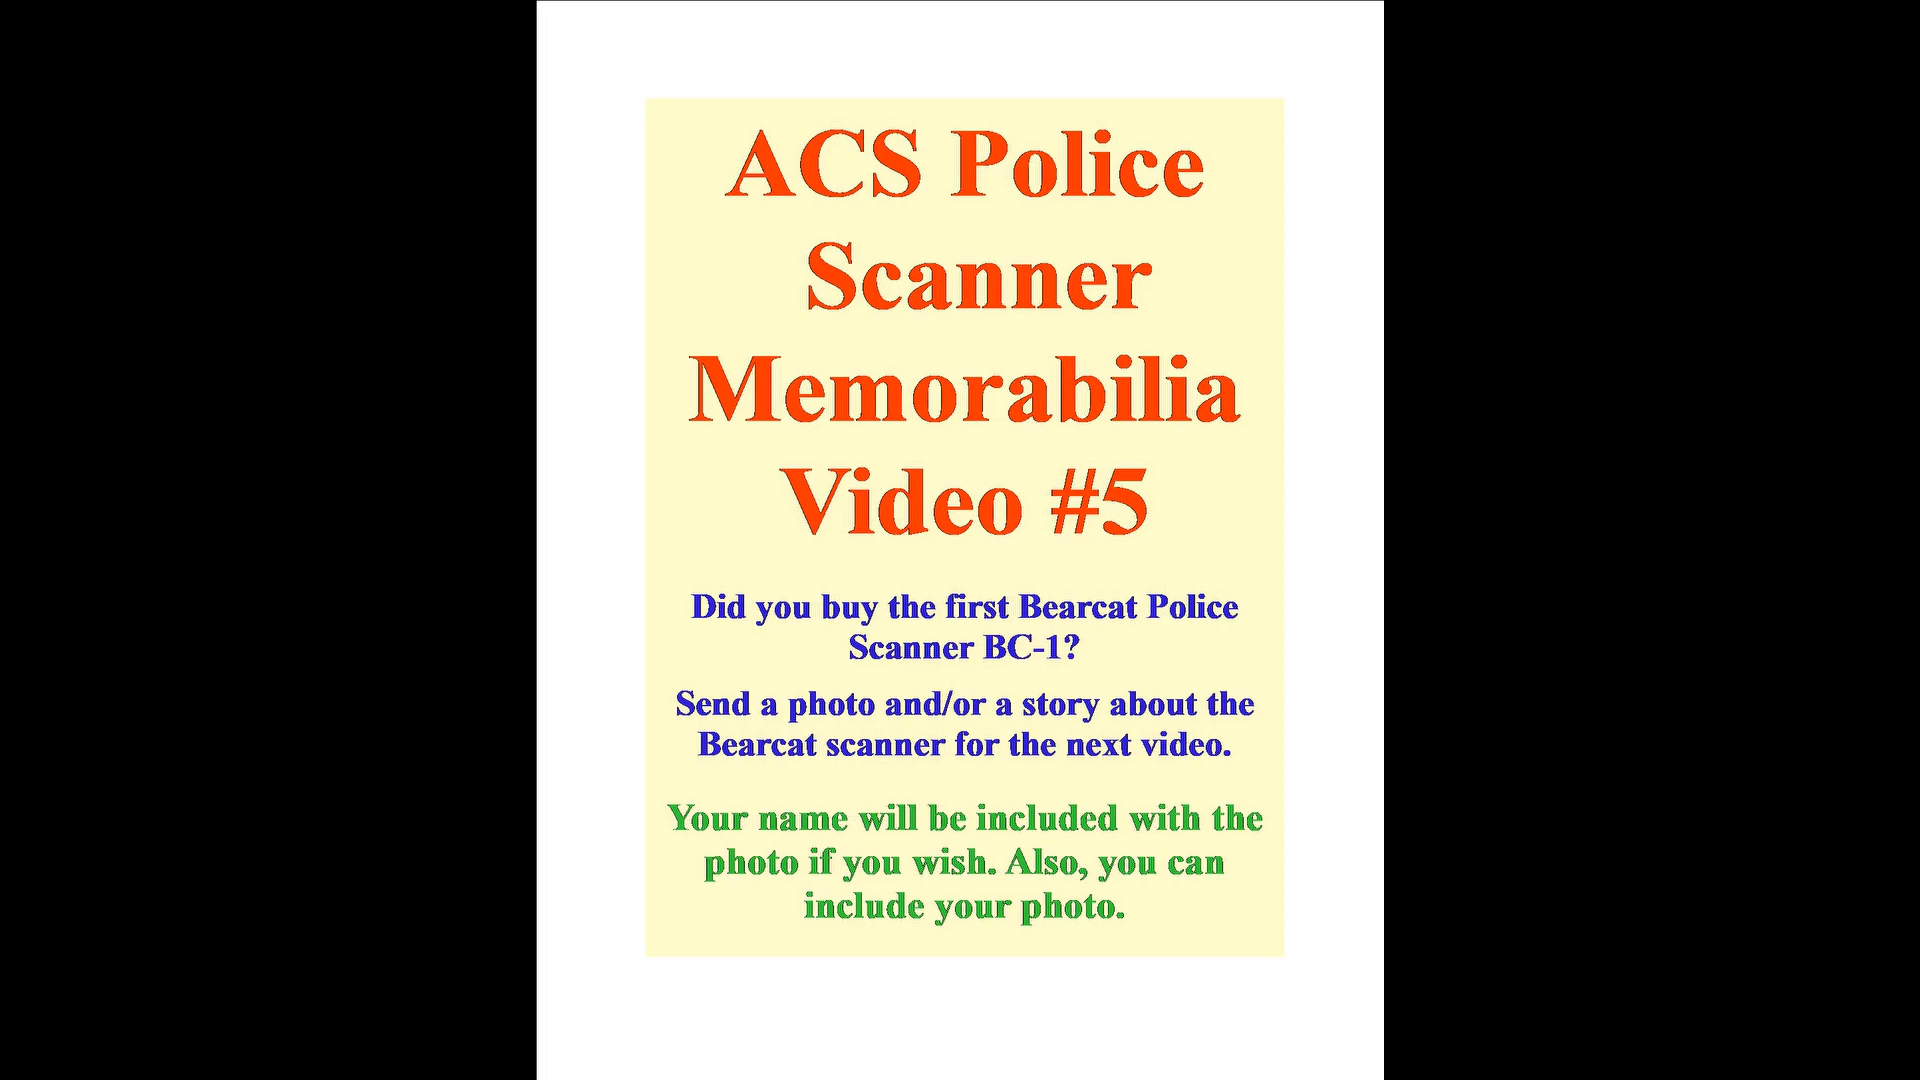 ACS Police
Scanner
Memorabilia
Video #5
Did you buy the first Bearcat Police
Scanner BC-1?
Send a photo and/or a story about the
Bearcat scanner for the next video.
Your name will be included with the
photo if you wish. Also, you can
include your photo.